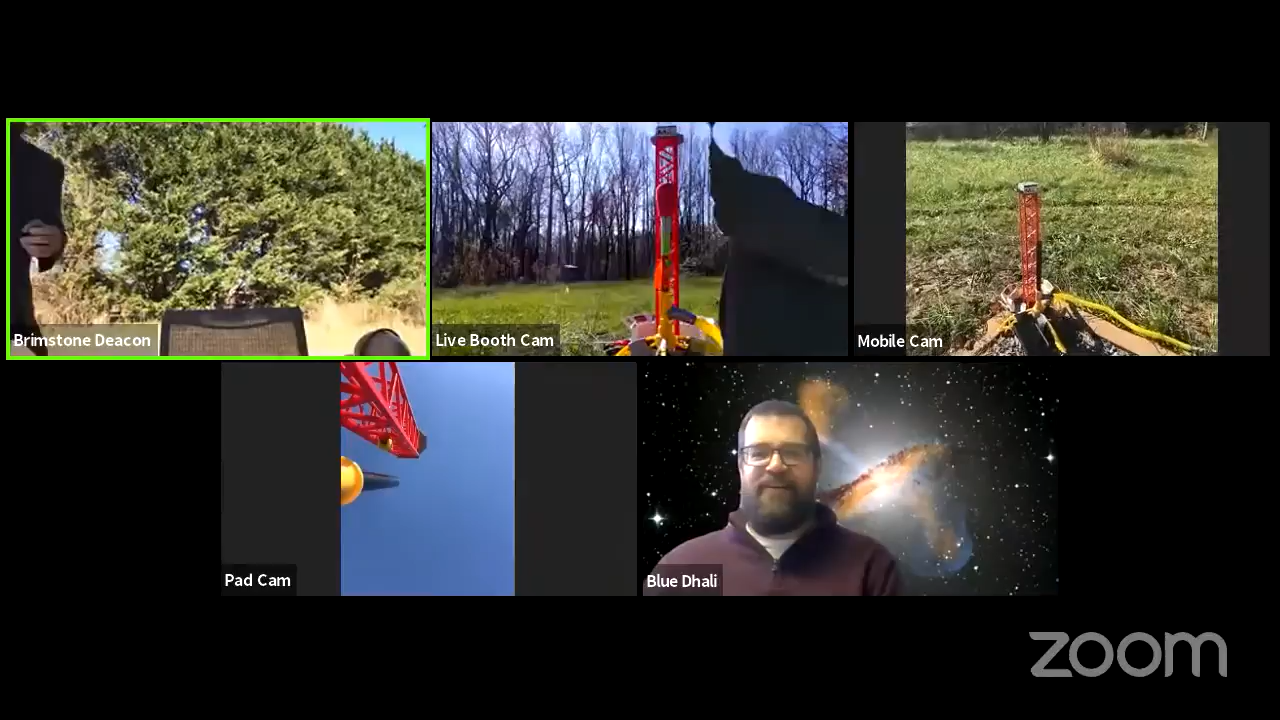 Brimstone Deacon
Live Booth Cam
Mobile Cam
Pad Cam
Blue Dhali
zoom